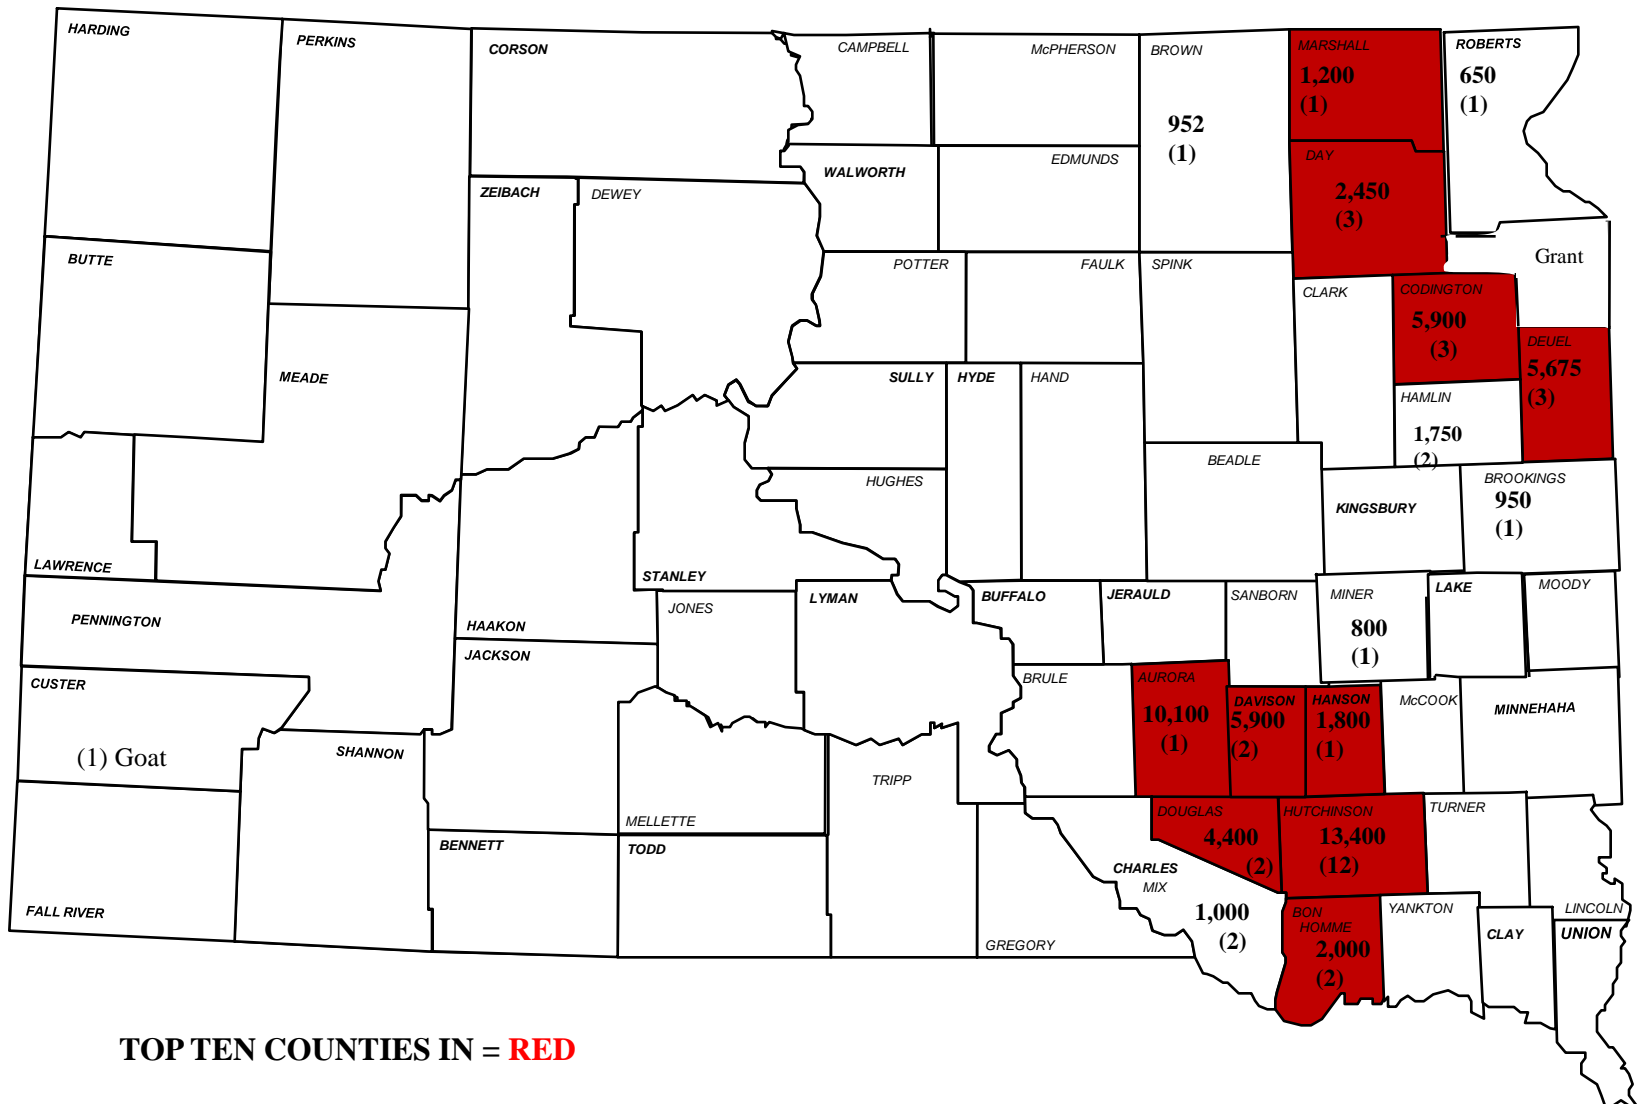 HARDING
PERKINS
CORSON
CAMPBELL
McPHERSON
BROWN
952
(1)
MARSHALL
1,200
(1)
ROBERTS
650
(1)
WALWORTH
EDMUNDS
DAY
2,450
(3)
ZEIBACH
DEWEY
BUTTE
POTTER
FAULK
SPINK
Grant
CLARK
CODINGTON
5,900
(3)
DEUEL
5,675
(3)
MEADE
SULLY
HYDE
HAND
HAMLIN
1,750
(2)
BEADLE
HUGHES
KINGSBURY
BROOKINGS
950
(1)
LAWRENCE
STANLEY
PENNINGTON
HAAKON
JONES
LYMAN
BUFFALO
JERAULD
SANBORN
MINER
800
(1)
LAKE
MOODY
JACKSON
CUSTER
(1) Goat
BRULE
AURORA
10,100
(1)
DAVISON
5,900
(2)
HANSON
1,800
(1)
McCOOK
MINNEHAHA
SHANNON
TRIPP
MELLETTE
BENNETT
TODD
DOUGLAS
4,400
(2)
HUTCHINSON
13,400
(12)
TURNER
CHARLES
MIX
1,000
(2)
FALL RIVER
GREGORY
BON
HOMME
2,000
(2)
YANKTON
CLAY
LINCOLN
UNION
TOP TEN COUNTIES IN = RED